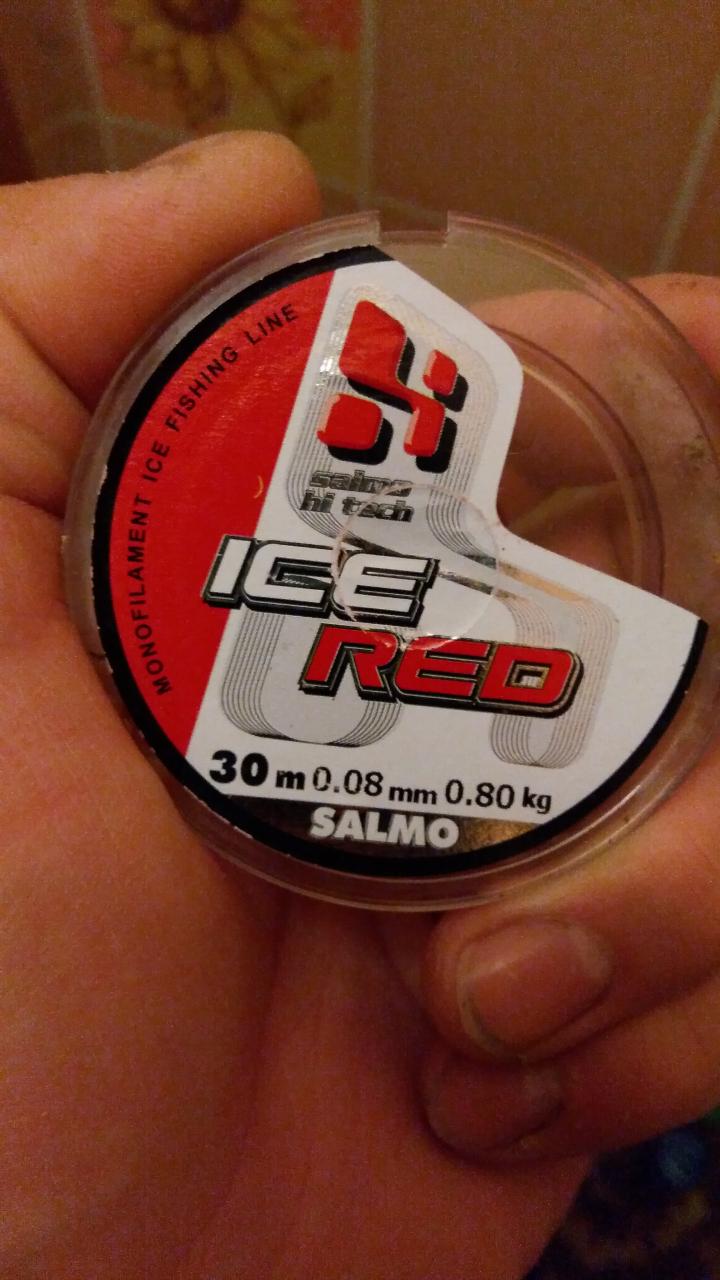 MONOFILAMENT ICE FISHING LINE
salmo
hi tech
ICE
RED
30 m 0.08 mm 0.80 kg
SALMO